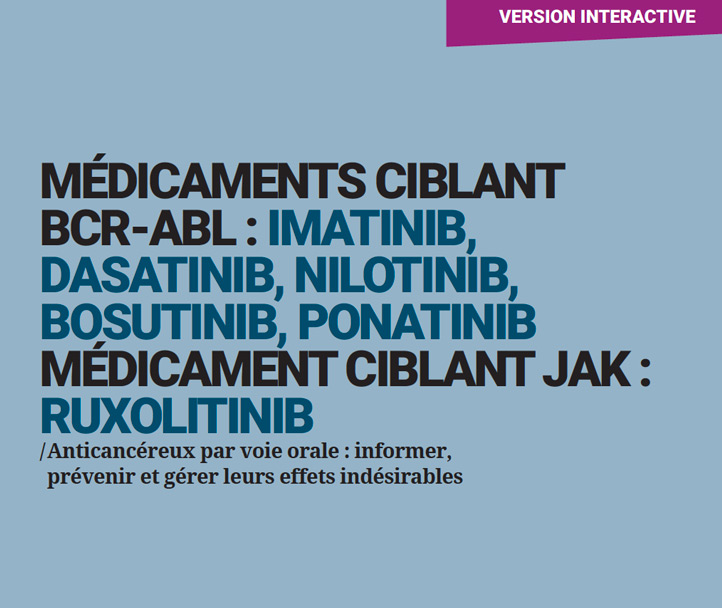 VERSION INTERACTIVE
MÉDICAMENTS CIBLANT
BCR-ABL : IMATINIB,
DASATINIB, NILOTINIB,
BOSUTINIB, PONATINIB
MÉDICAMENT CIBLANT JAK :
RUXOLITINIB
/Anticancéreux par voie orale : informer,
prévenir et gérer leurs effets indésirables